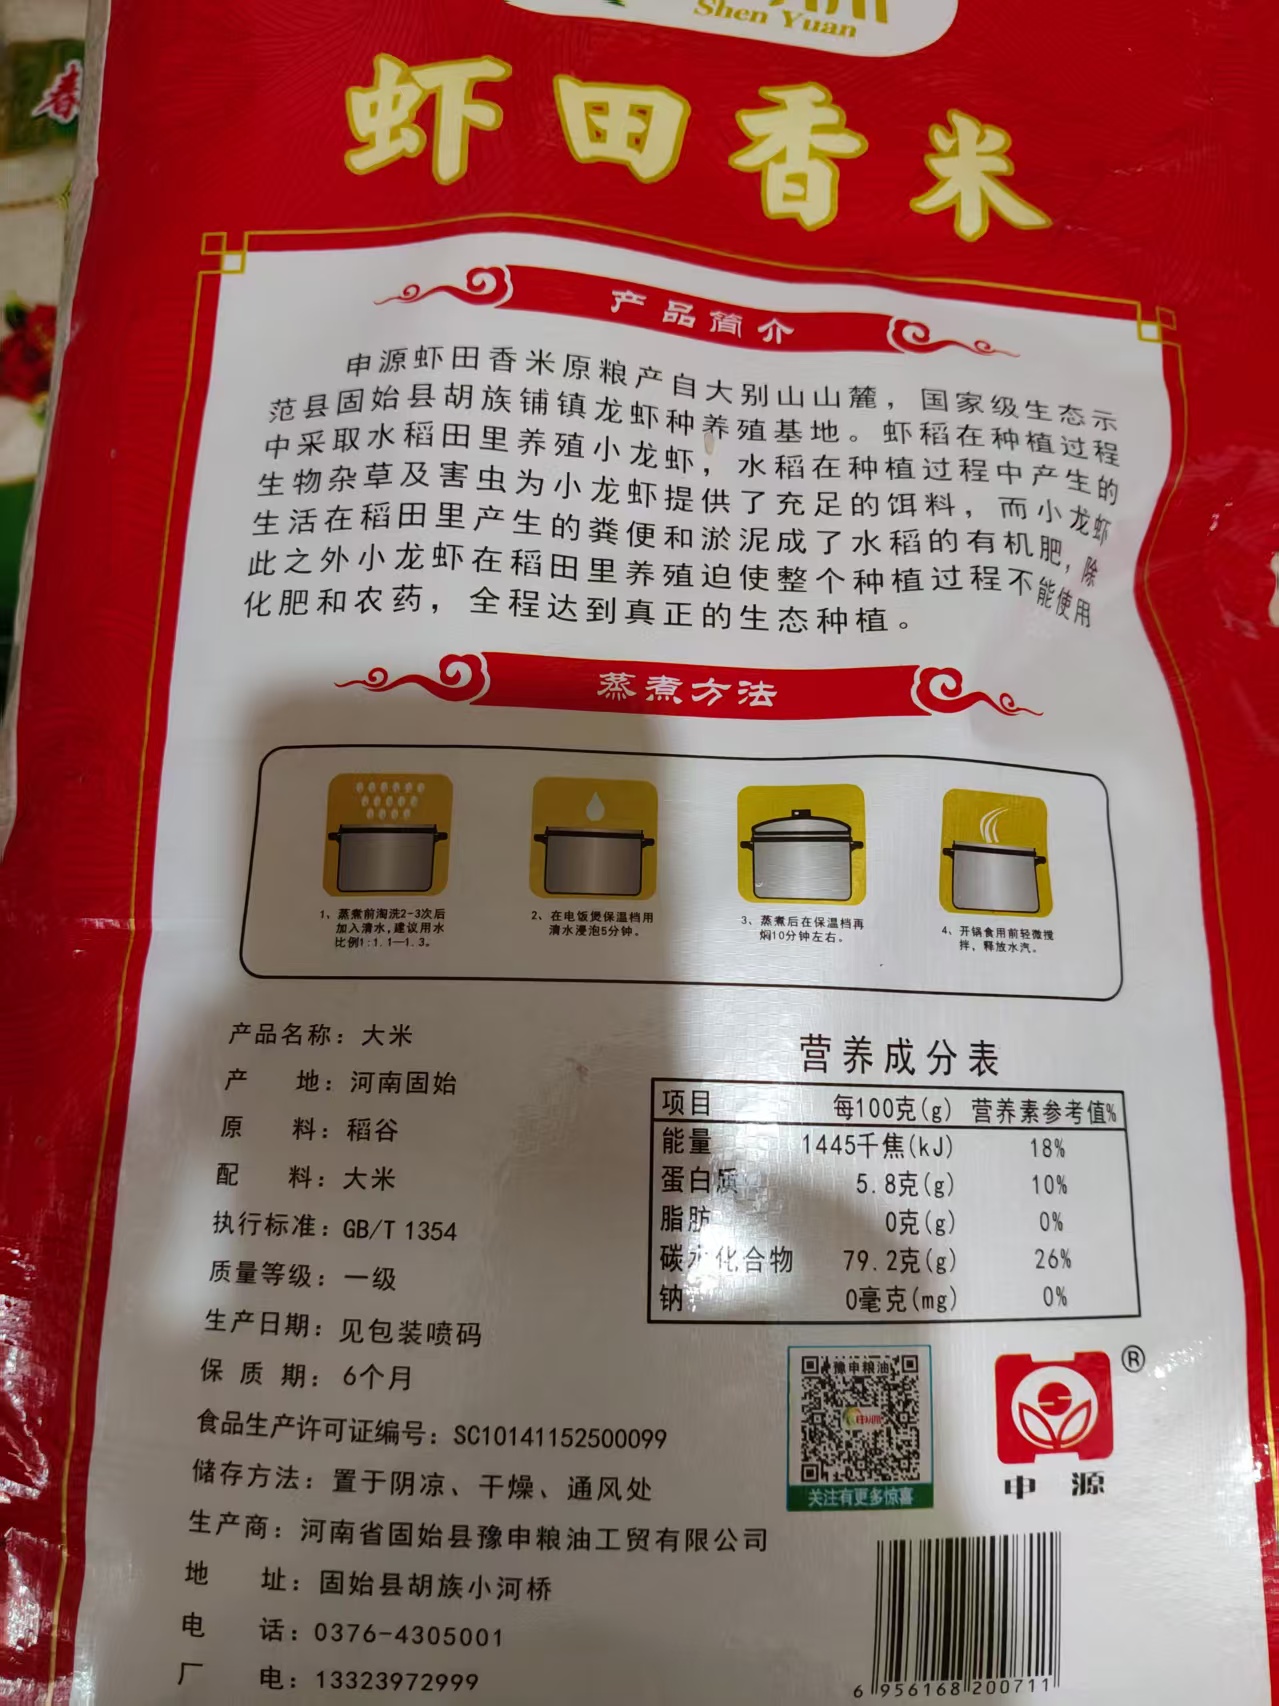 Shen Yuan
虾田香米
产品简介
申源虾田香米原粮产自大别山山麓，国家级生态示
范县固始县胡族铺镇龙虾种养殖基地。虾稻在种植过程
中采取水稻田里养殖小龙虾，水稻在种植过程中产生的
生物杂草及害虫为小龙虾提供了充足的饵料，而小龙虾
生活在稻田里产生的粪便和淤泥成了水稻的有机肥，除
此之外小龙虾在稻田里养殖迫使整个种植过程不能使用
化肥和农药，全程达到真正的生态种植。
蒸煮方法
1、蒸煮前淘洗2-3次后
加入清水,建议用水
比例1:1.1—1.3。
2、在电饭煲保温档用
清水浸泡5分钟。
3、蒸煮后在保温档再
焖10分钟左右。
4、开锅食用前轻微搅
拌、释放水汽。
产品名称：大米
产 地：河南固始
原 料：稻谷
配 料：大米
执行标准：GB/T 1354
质量等级：一级
生产日期：见包装喷码
保 质 期：6个月
食品生产许可证编号：SC10141152500099
储存方法：置于阴凉、干燥、通风处
生产商：河南省固始县豫申粮油工贸有限公司
地 址：固始县胡族小河桥
电 话：0376-4305001
厂 电：13323972999
营养成分表
项目 每100克(g) 营养素参考值%
能量 1445千焦(kJ) 18%
蛋白质 5.8克(g) 10%
脂肪 0克(g) 0%
碳水化合物 79.2克(g) 26%
钠 0毫克(mg) 0%
豫申粮油
申源
关注有更多惊喜
®
申 源
6 956168 200711
春